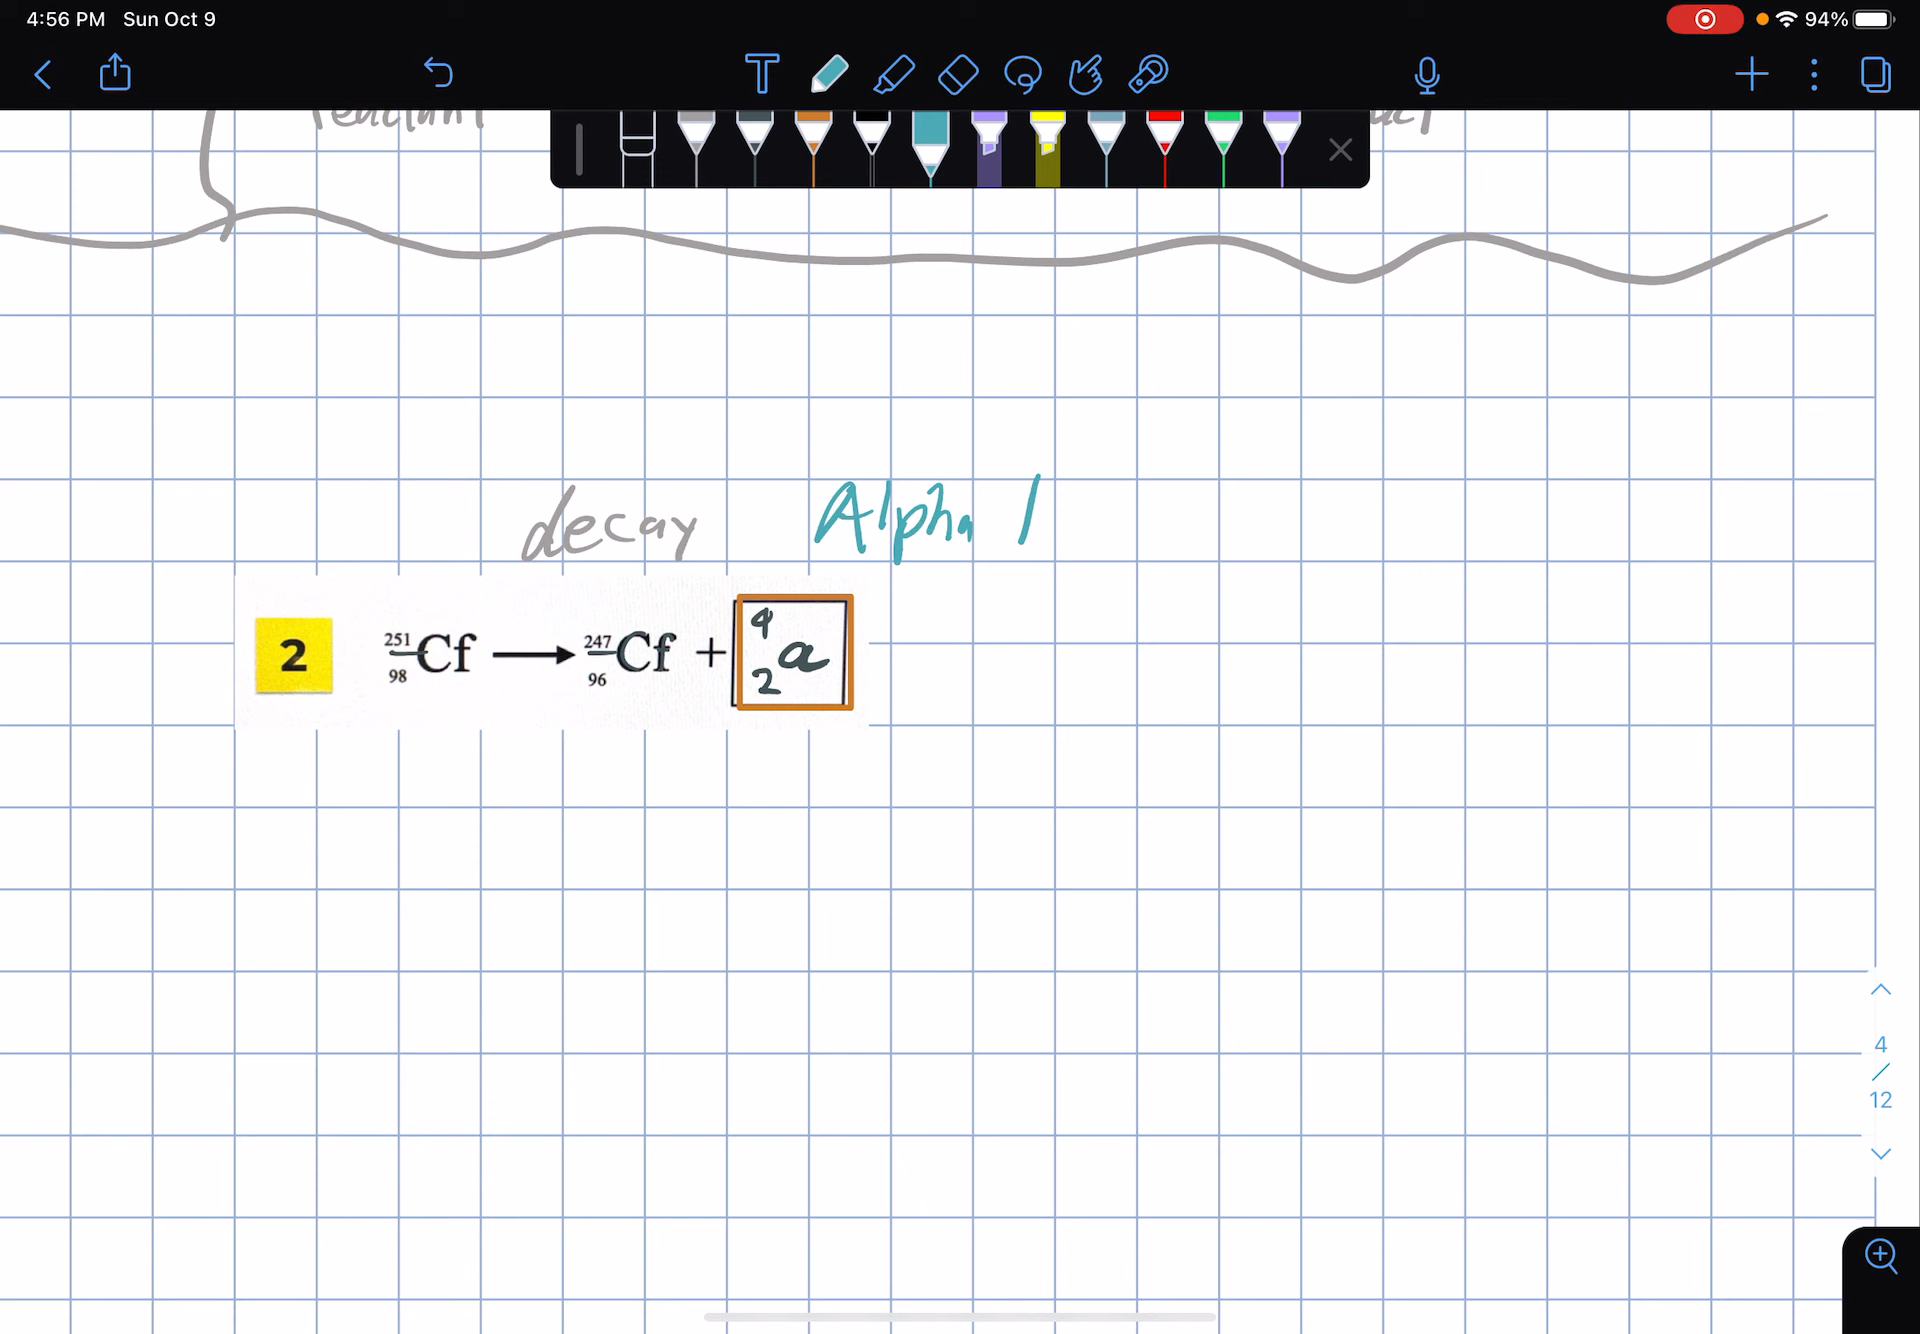 4:56 PM Sun Oct 9 94%
T
decay Alpha /
2 ²⁵¹₉₈Cf ⟶ ²⁴⁷₉₆Cf + ⁴₂α
4
/
12